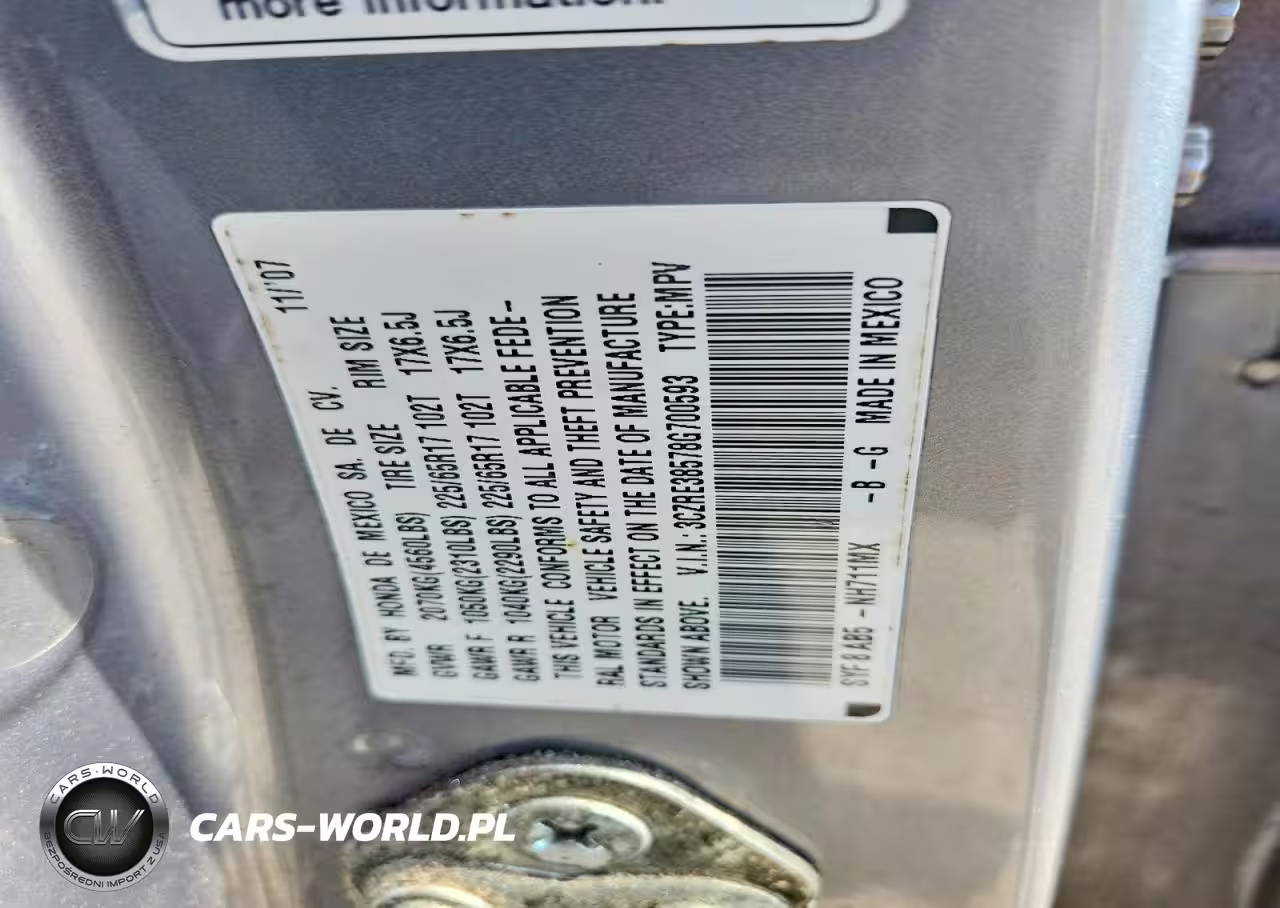 more information.
11/'07
MFD. BY HONDA DE MEXICO SA. DE CV.
GVWR 2070KG(4560LBS) TIRE SIZE RIM SIZE
GAWR F 1050KG(2310LBS) 225/65R17 102T 17X6.5J
GAWR R 1040KG(2290LBS) 225/65R17 102T 17X6.5J
THIS VEHICLE CONFORMS TO ALL APPLICABLE FEDE-
RAL MOTOR VEHICLE SAFETY AND THEFT PREVENTION
STANDARDS IN EFFECT ON THE DATE OF MANUFACTURE
SHOWN ABOVE. V.I.N.: 3CZRE38578G700593 TYPE:MPV
SYF8AB5 - NH711MX -B -G MADE IN MEXICO
CARS-WORLD
CW
BEZPOŚREDNI IMPORT Z USA
CARS-WORLD.PL